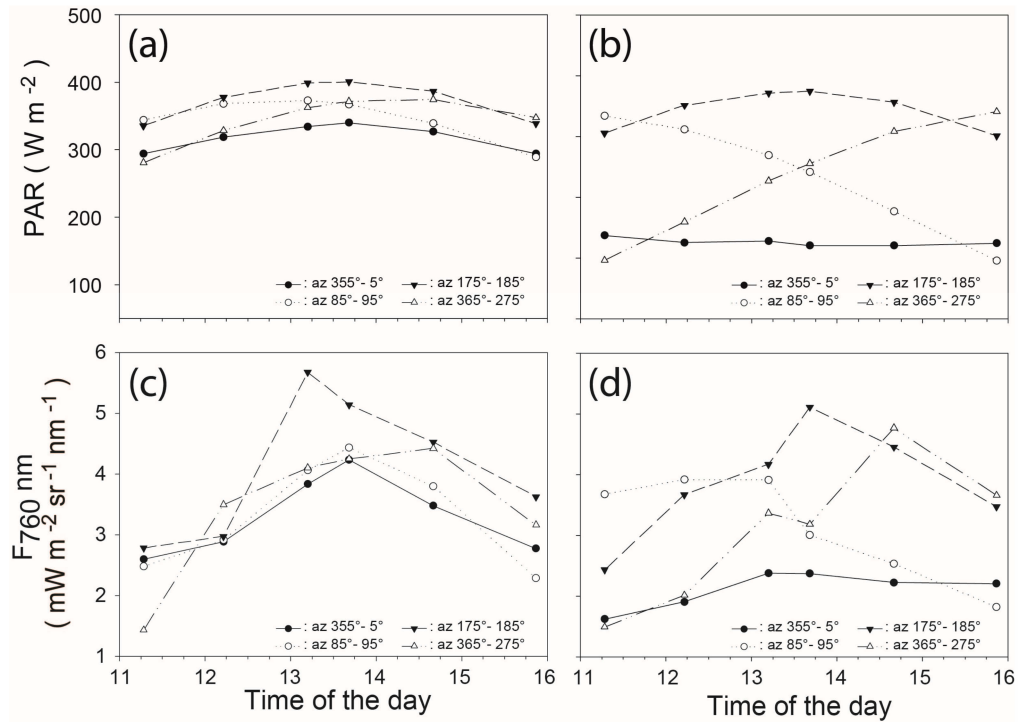 (a)
(b)
500
400
300
200
100
PAR ( W m -2)
: az 355°- 5° : az 175°- 185°
: az 85°- 95° : az 365°- 275°
: az 355°- 5° : az 175°- 185°
: az 85°- 95° : az 365°- 275°
(c)
(d)
6
5
4
3
2
1
F760 nm
( mW m -2 sr-1 nm -1 )
: az 355°- 5° : az 175°- 185°
: az 85°- 95° : az 365°- 275°
: az 355°- 5° : az 175°- 185°
: az 85°- 95° : az 365°- 275°
11 12 13 14 15 16
11 12 13 14 15 16
Time of the day
Time of the day